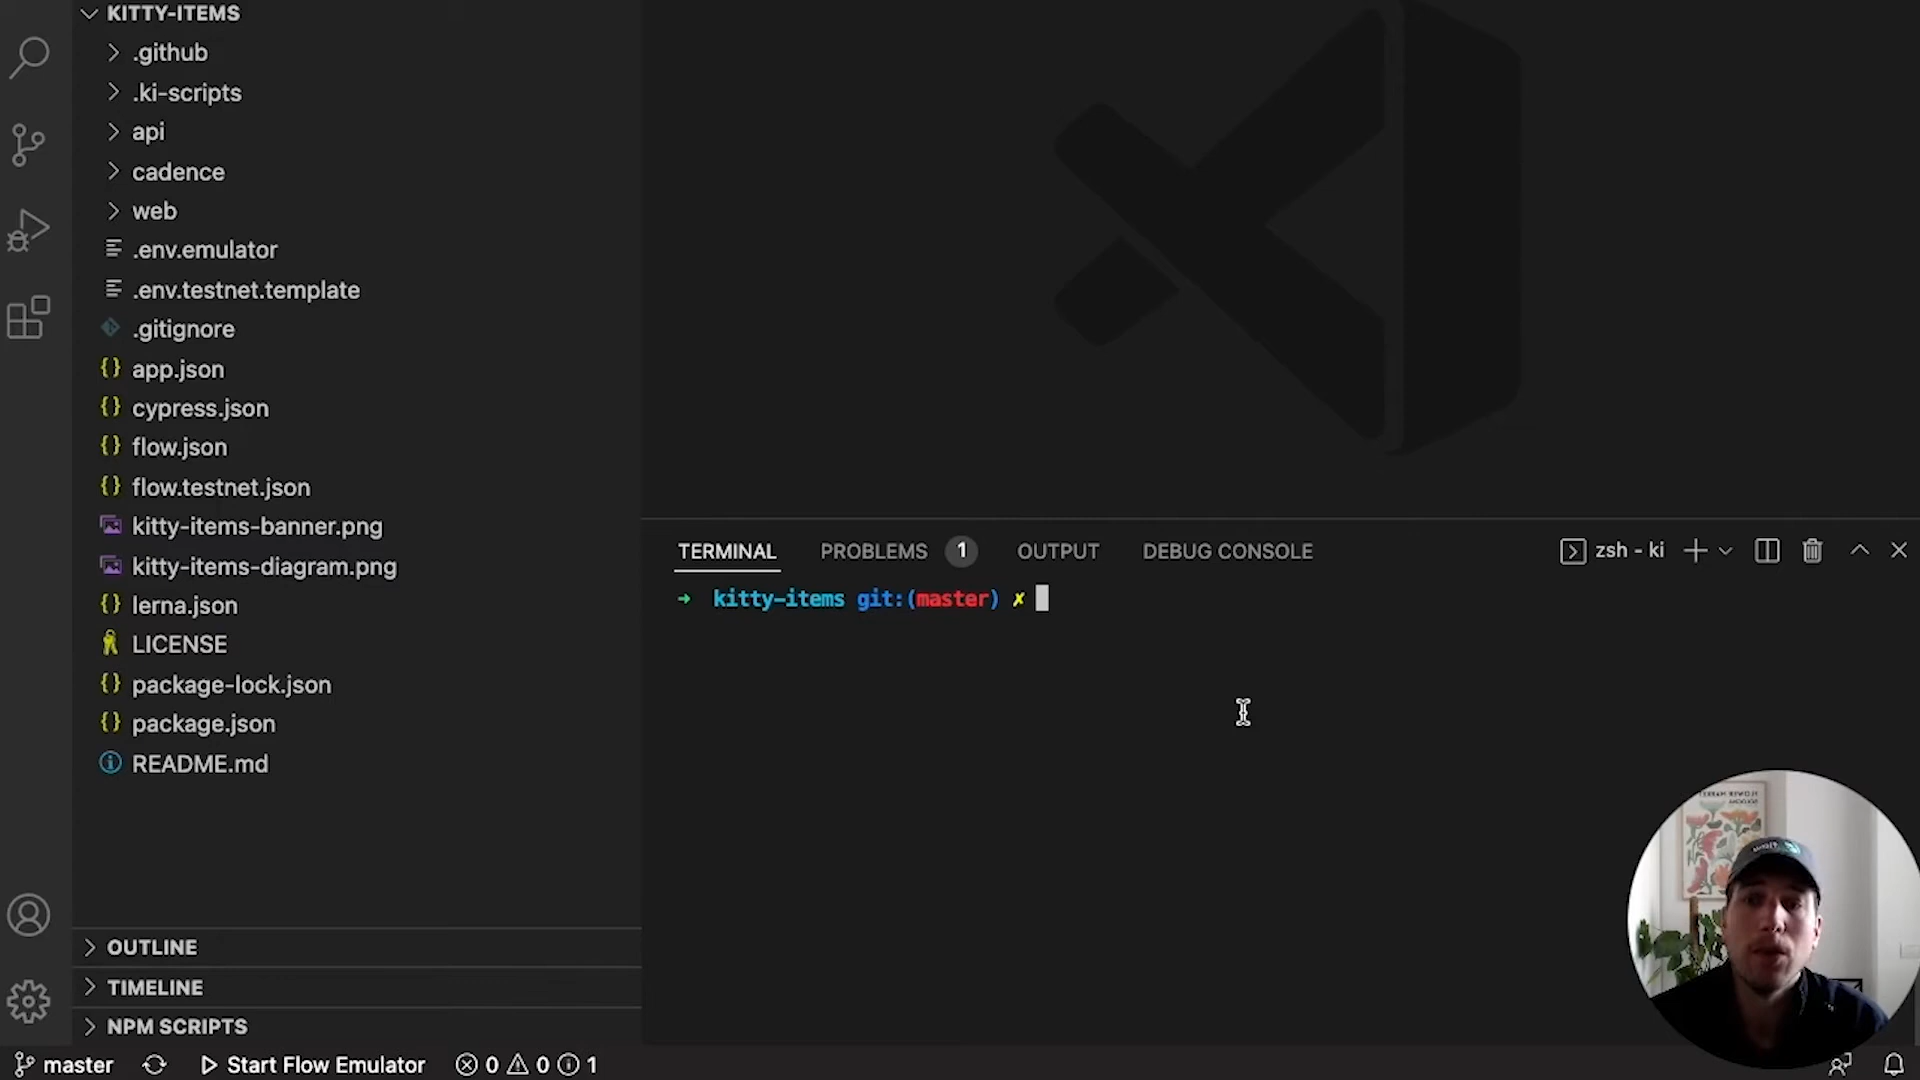 KITTY-ITEMS
.github
.ki-scripts
api
cadence
web
.env.emulator
.env.testnet.template
.gitignore
app.json
cypress.json
flow.json
flow.testnet.json
kitty-items-banner.png
kitty-items-diagram.png
lerna.json
LICENSE
package-lock.json
package.json
README.md
OUTLINE
TIMELINE
NPM SCRIPTS
TERMINAL PROBLEMS 1 OUTPUT DEBUG CONSOLE zsh - ki
→ kitty-items git:(master) ✗
master Start Flow Emulator 0 0 1